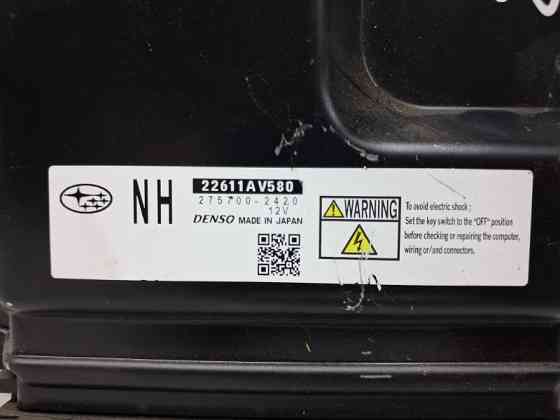 NH
22611AV580
275700-2420
12V
DENSO MADE IN JAPAN
WARNING
To avoid electric shock :
Set the key switch to the "OFF" position
before checking or repairing the computer,
wiring or/and connectors.